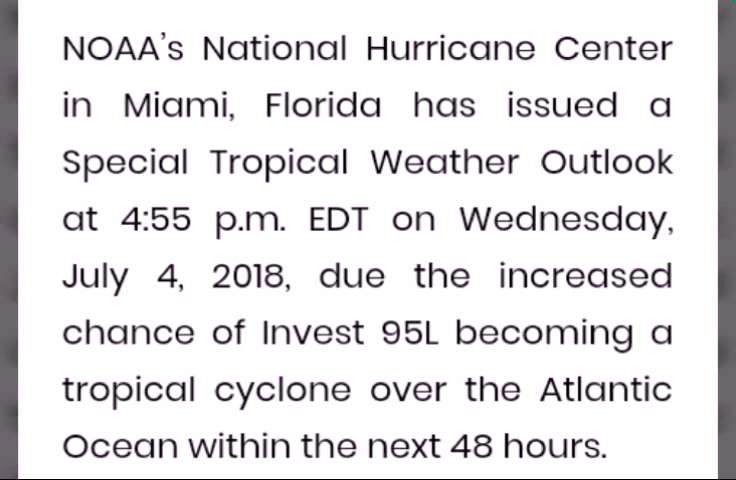 NOAA's National Hurricane Center
in Miami, Florida has issued a
Special Tropical Weather Outlook
at 4:55 p.m. EDT on Wednesday,
July 4, 2018, due the increased
chance of Invest 95L becoming a
tropical cyclone over the Atlantic
Ocean within the next 48 hours.